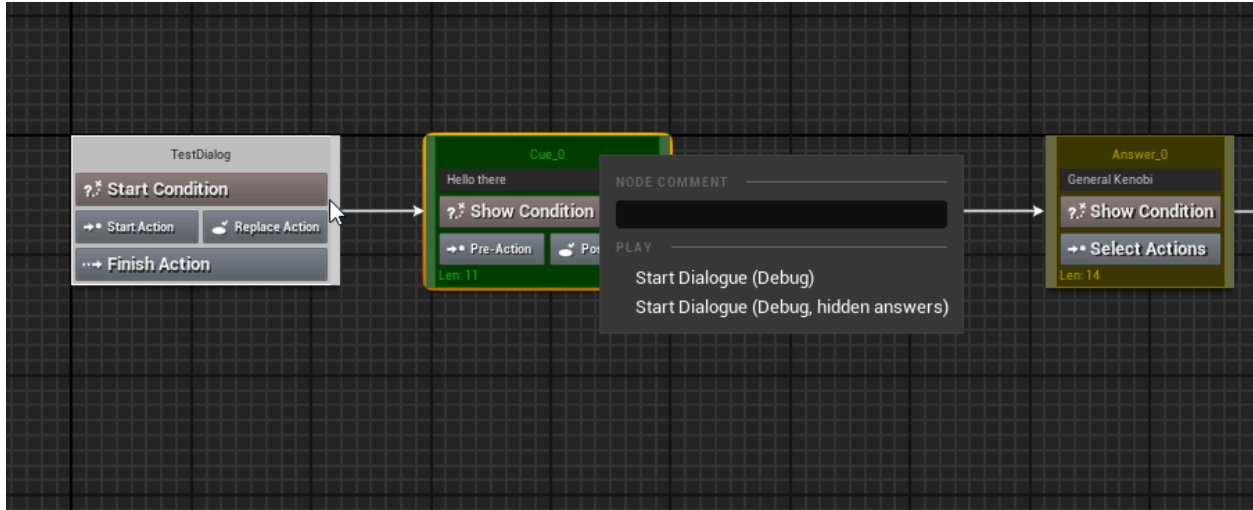 TestDialog
Start Condition
Start Action
Replace Action
Finish Action
Cue_0
Hello there
Show Condition
Pre-Action
Pos
Len: 11
NODE COMMENT
PLAY
Start Dialogue (Debug)
Start Dialogue (Debug, hidden answers)
Answer_0
General Kenobi
Show Condition
Select Actions
Len: 14